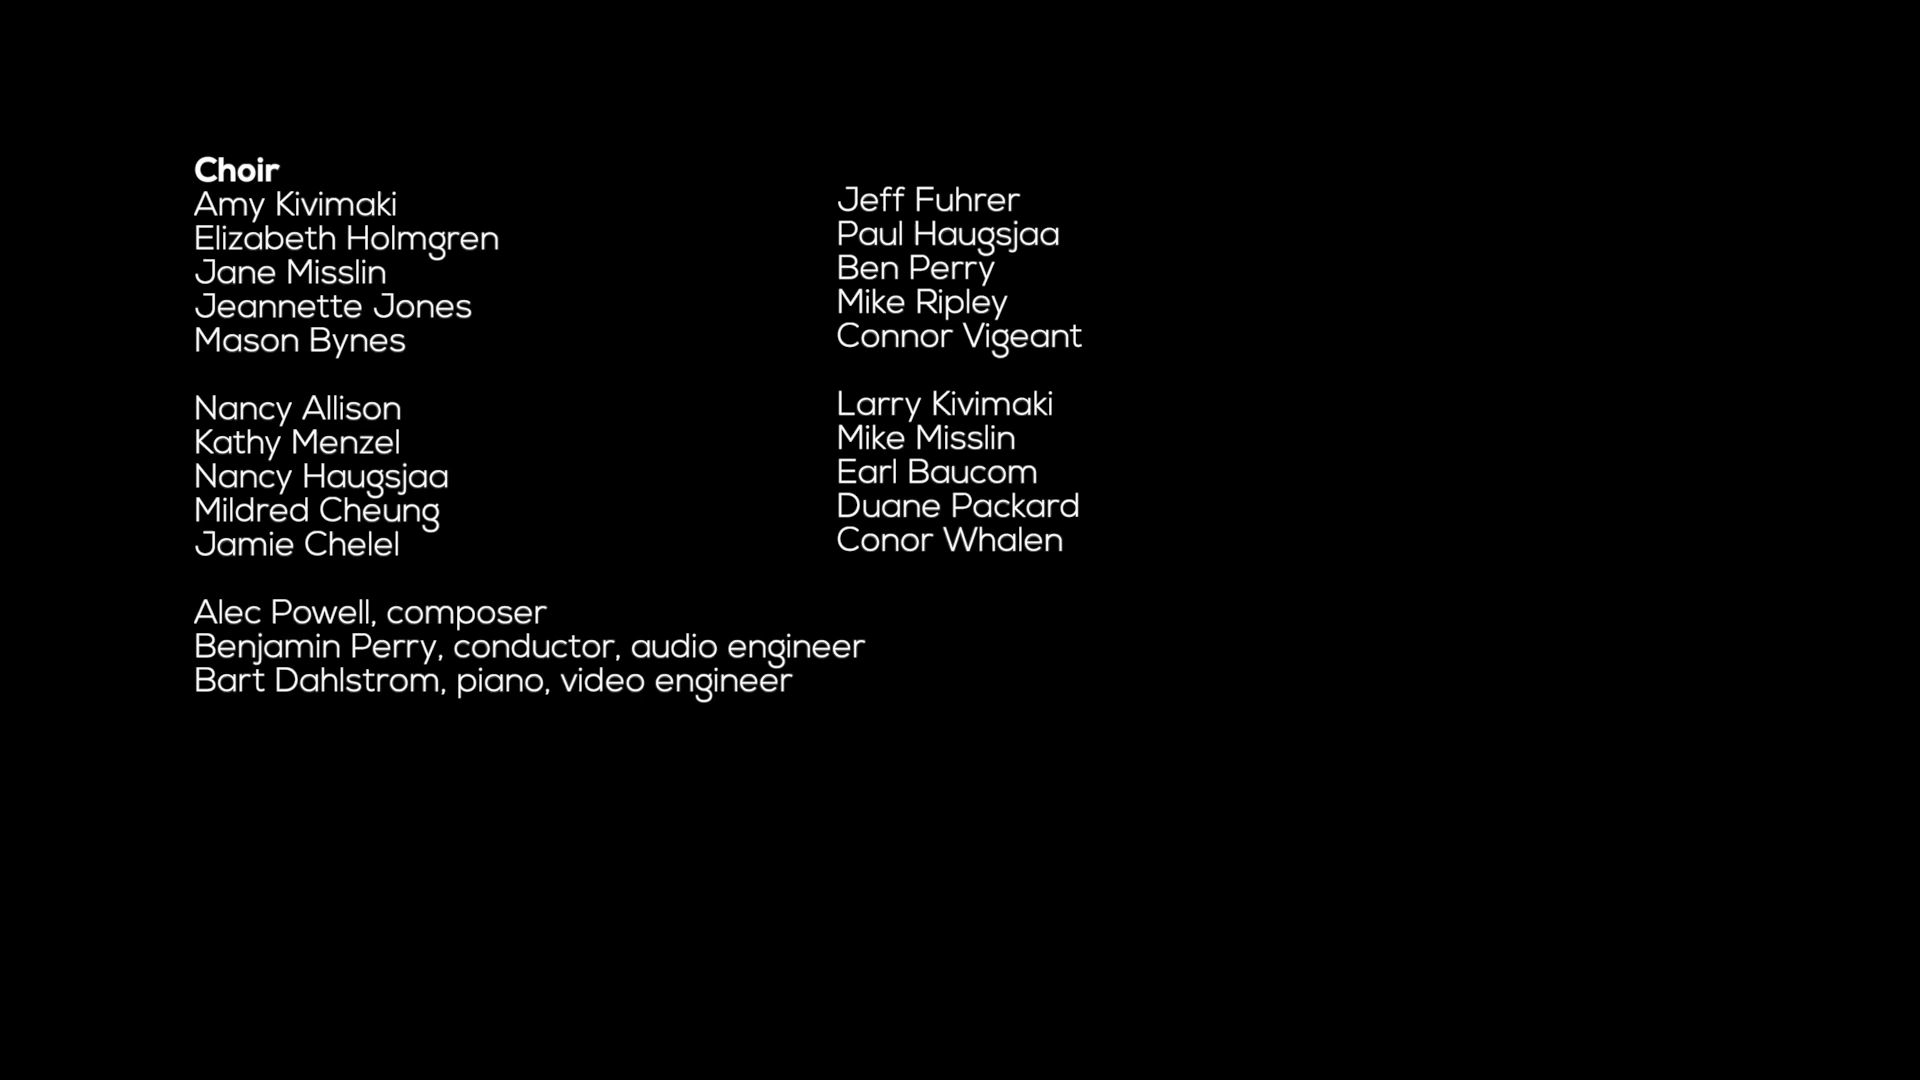 Choir
Amy Kivimaki
Elizabeth Holmgren
Jane Misslin
Jeannette Jones
Mason Bynes
Nancy Allison
Kathy Menzel
Nancy Haugsjaa
Mildred Cheung
Jamie Chelel
Jeff Fuhrer
Paul Haugsjaa
Ben Perry
Mike Ripley
Connor Vigeant
Larry Kivimaki
Mike Misslin
Earl Baucom
Duane Packard
Conor Whalen
Alec Powell, composer
Benjamin Perry, conductor, audio engineer
Bart Dahlstrom, piano, video engineer